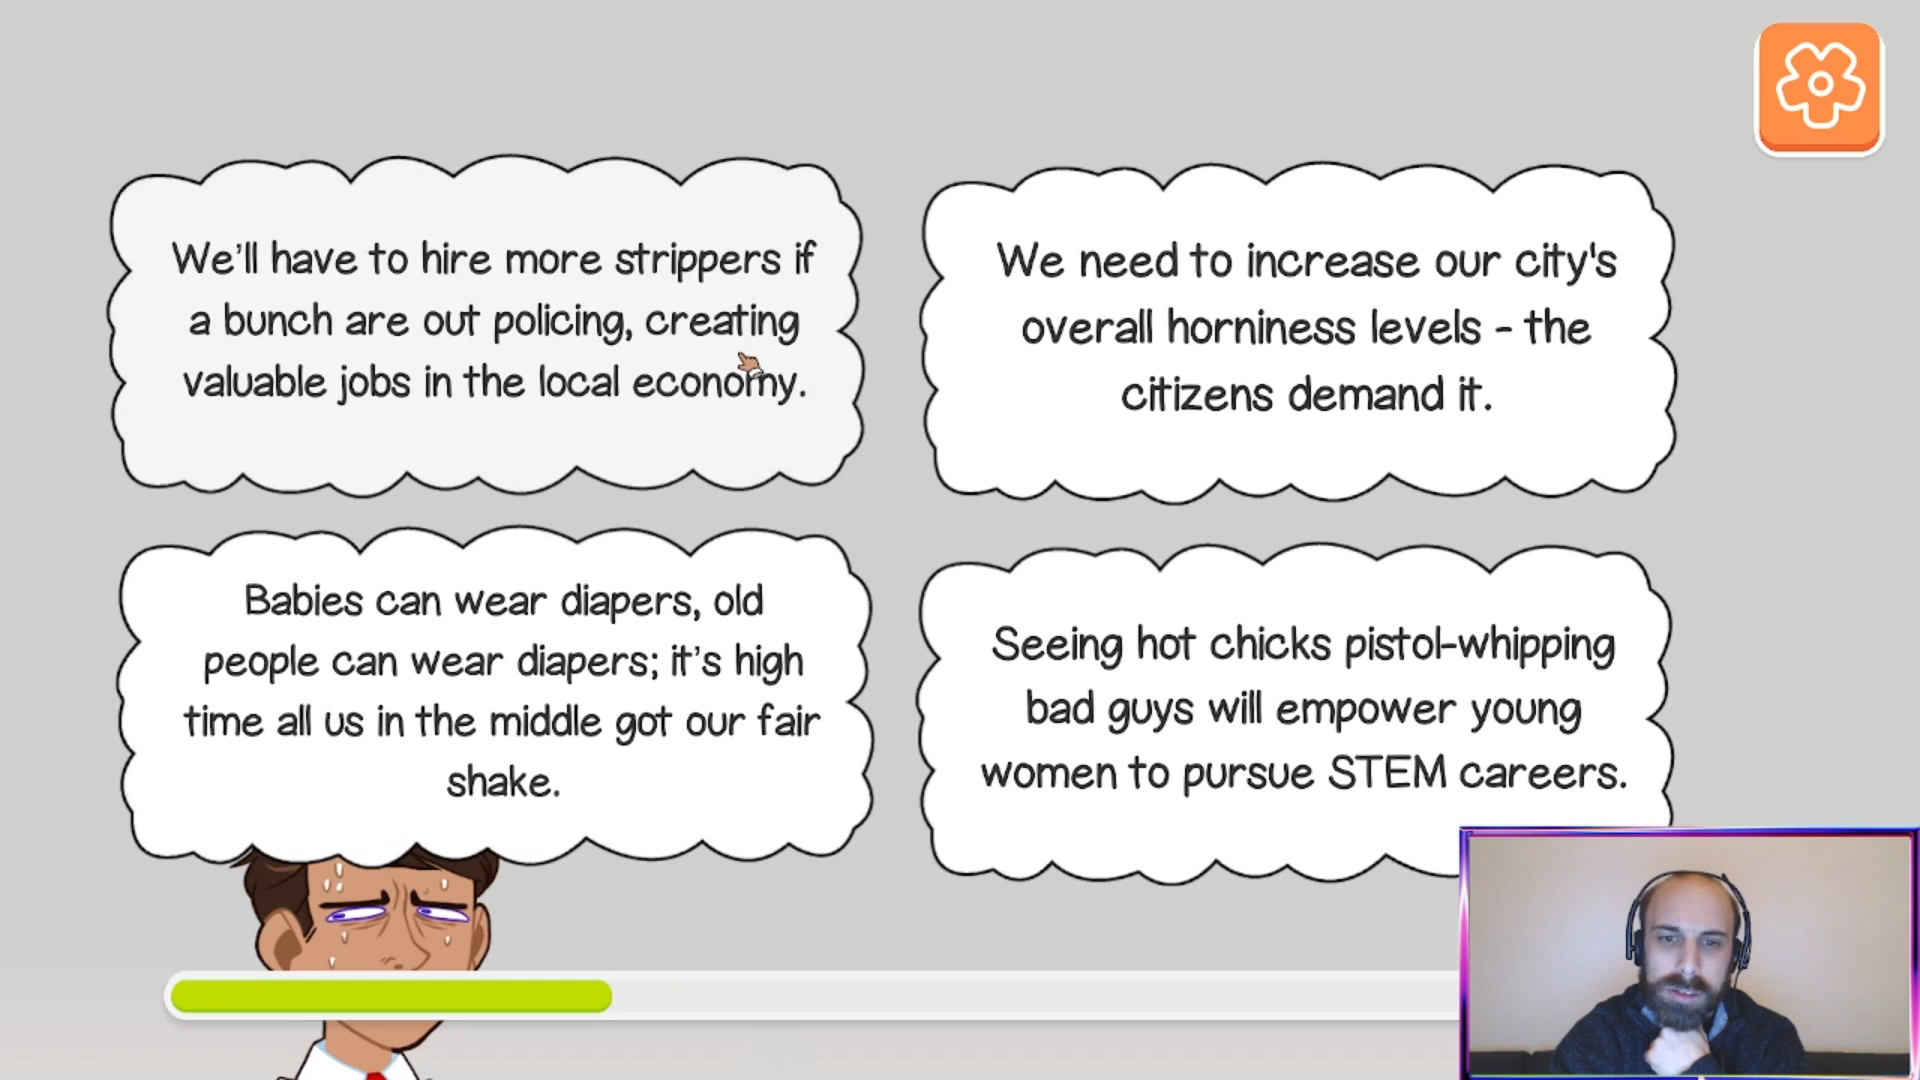 We'll have to hire more strippers if
a bunch are out policing, creating
valuable jobs in the local economy.
We need to increase our city's
overall horniness levels - the
citizens demand it.
Babies can wear diapers, old
people can wear diapers; it's high
time all us in the middle got our fair
shake.
Seeing hot chicks pistol-whipping
bad guys will empower young
women to pursue STEM careers.